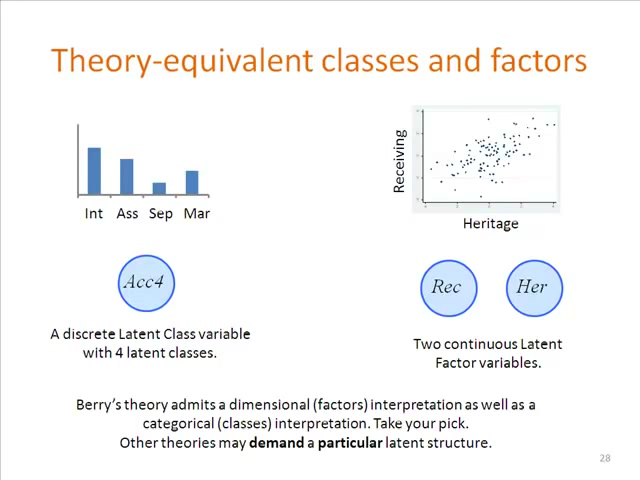 Theory-equivalent classes and factors
Int Ass Sep Mar
Receiving
Heritage
Acc4
Rec
Her
A discrete Latent Class variable
with 4 latent classes.
Two continuous Latent
Factor variables.
Berry's theory admits a dimensional (factors) interpretation as well as a
categorical (classes) interpretation. Take your pick.
Other theories may demand a particular latent structure.
28